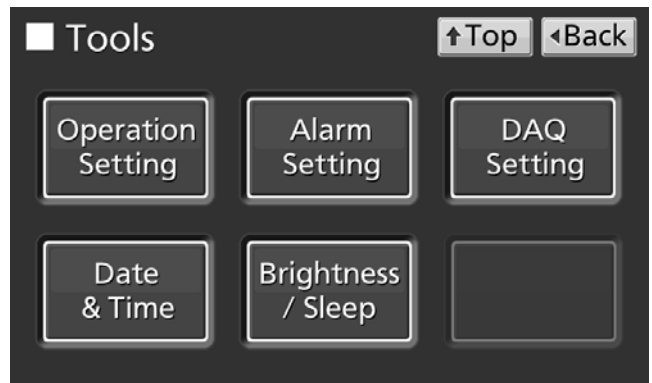 Tools
Top
Back
Operation
Setting
Alarm
Setting
DAQ
Setting
Date
& Time
Brightness
/ Sleep